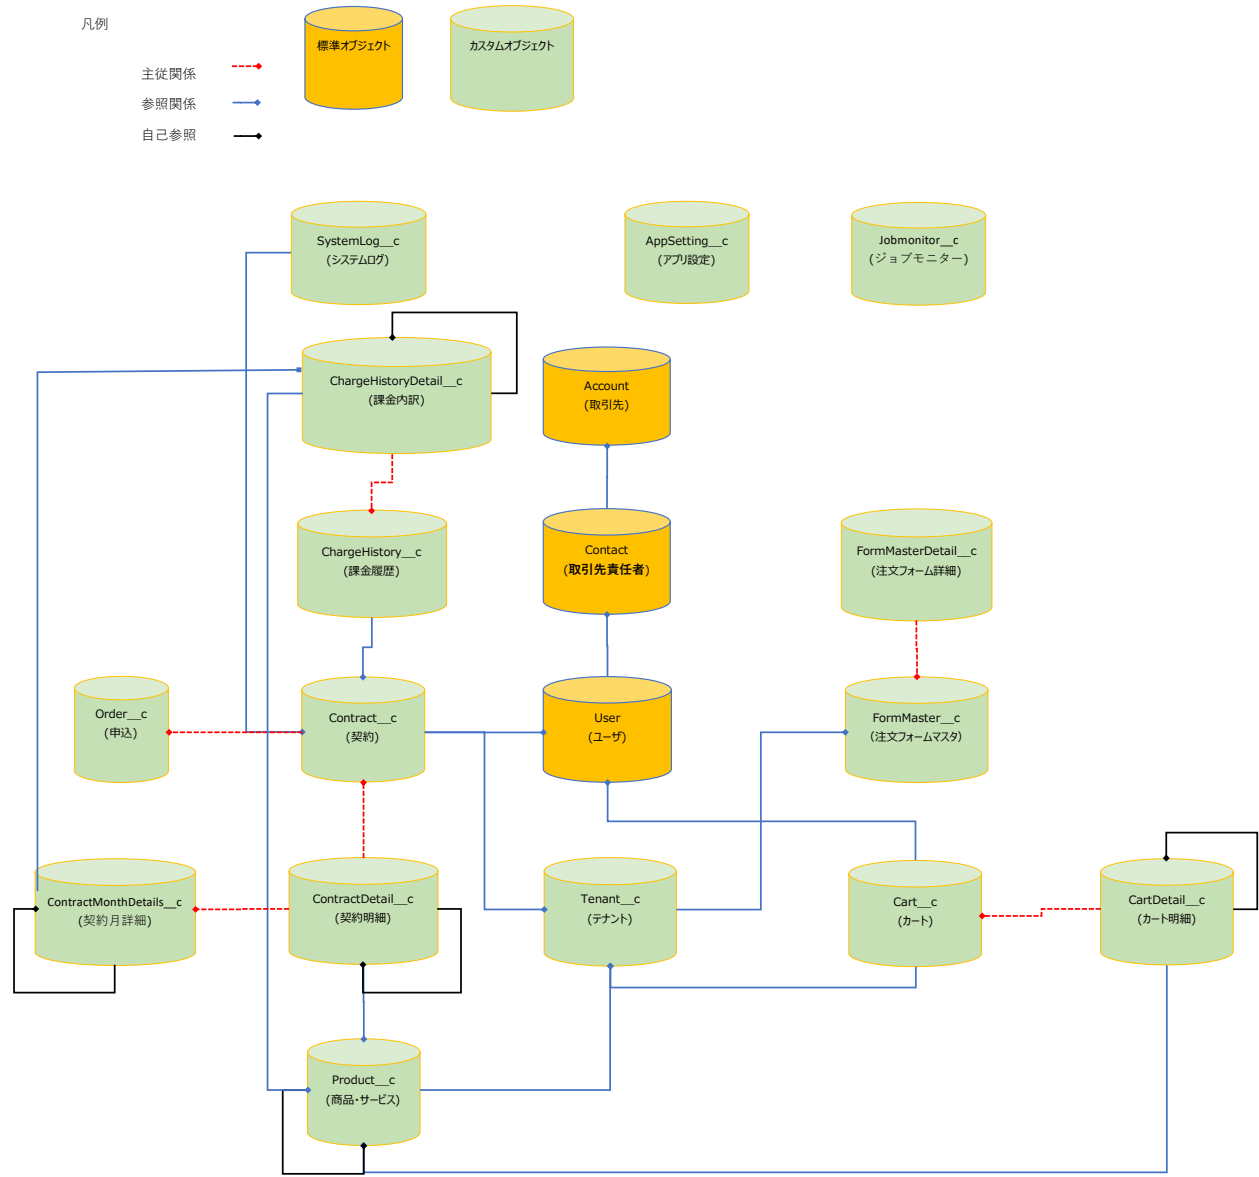 凡例
標準オブジェクト
カスタムオブジェクト
主従関係
参照関係
自己参照
SystemLog__c
(システムログ)
AppSetting__c
(アプリ設定)
Jobmonitor__c
(ジョブモニター)
ChargeHistoryDetail__c
(課金内訳)
Account
(取引先)
ChargeHistory__c
(課金履歴)
Contact
(取引先責任者)
FormMasterDetail__c
(注文フォーム詳細)
Order__c
(申込)
Contract__c
(契約)
User
(ユーザ)
FormMaster__c
(注文フォームマスタ)
ContractMonthDetails__c
(契約月詳細)
ContractDetail__c
(契約明細)
Tenant__c
(テナント)
Cart__c
(カート)
CartDetail__c
(カート明細)
Product__c
(商品・サービス)